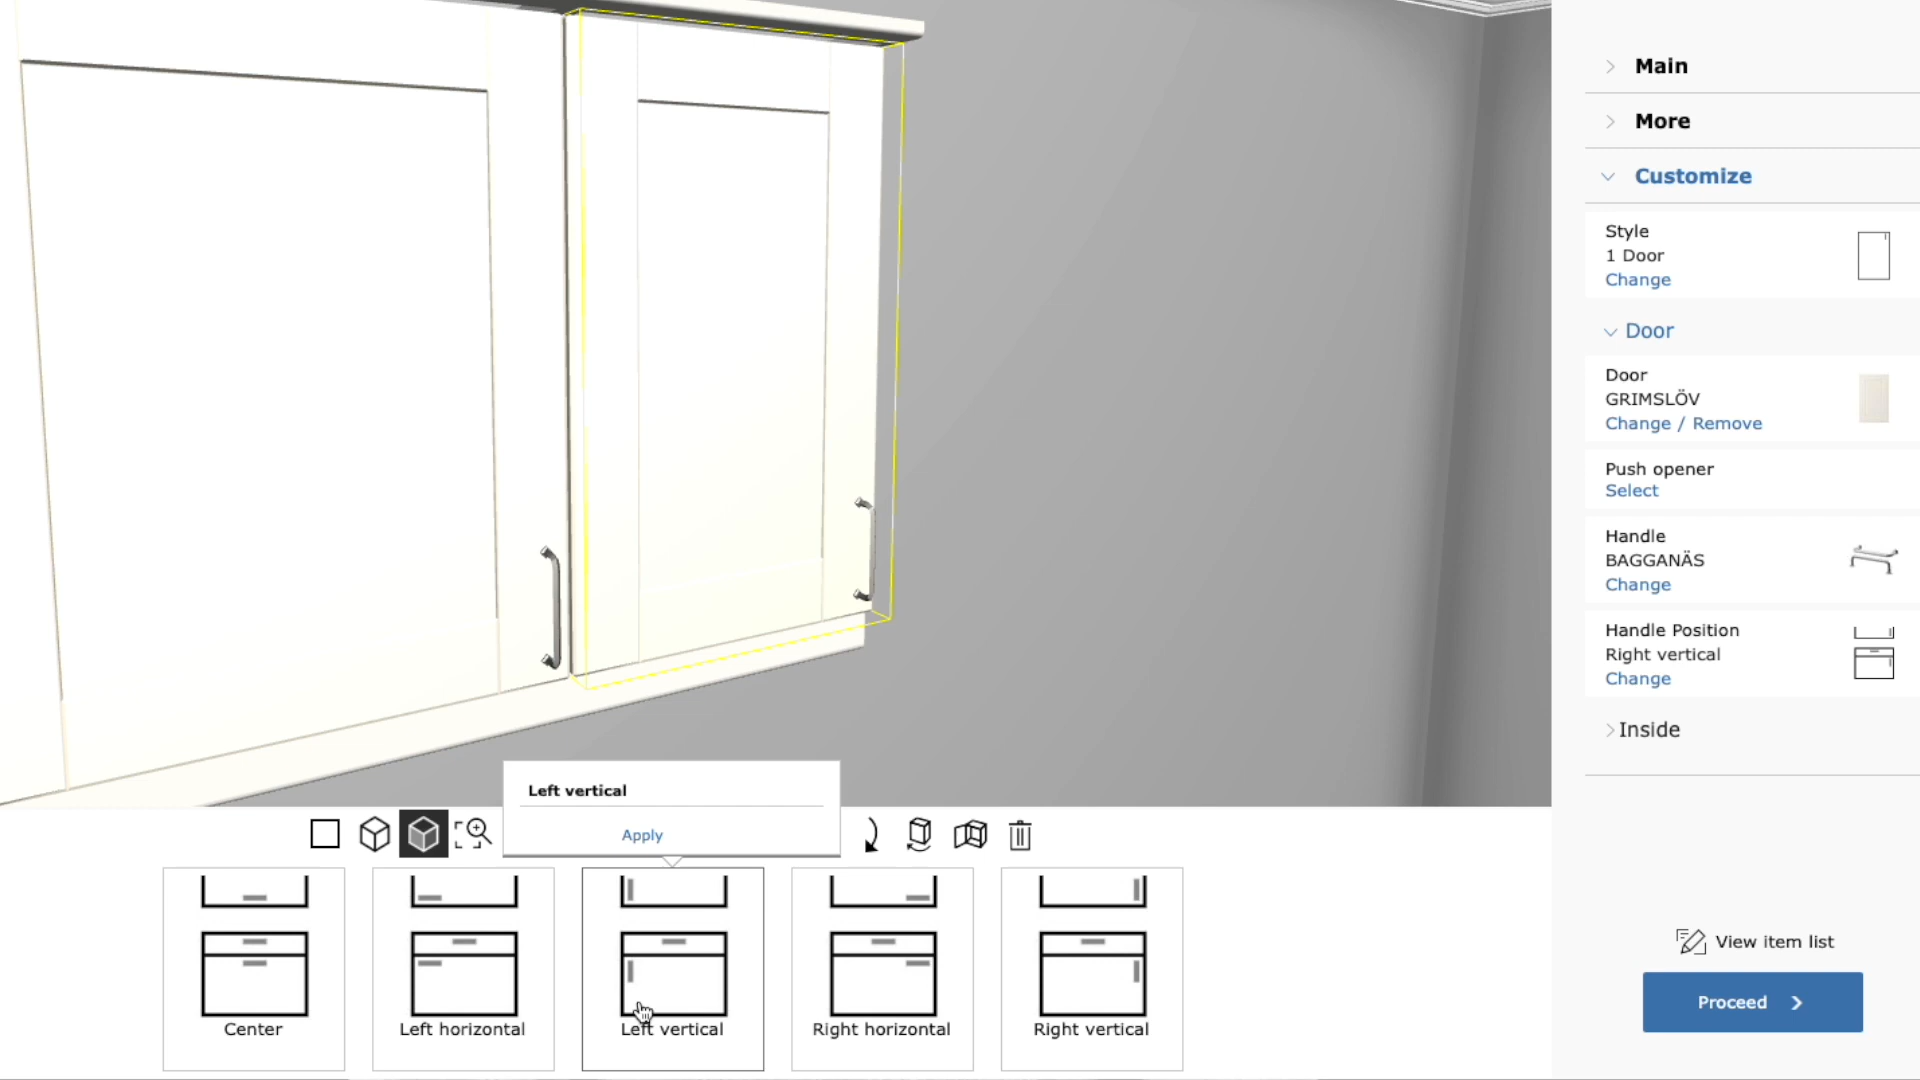 Main
More
Customize
Style
1 Door
Change
Door
Door
GRIMSLÖV
Change / Remove
Push opener
Select
Handle
BAGGANÄS
Change
Handle Position
Right vertical
Change
Inside
Left vertical
Apply
Center
Left horizontal
Left vertical
Right horizontal
Right vertical
View item list
Proceed